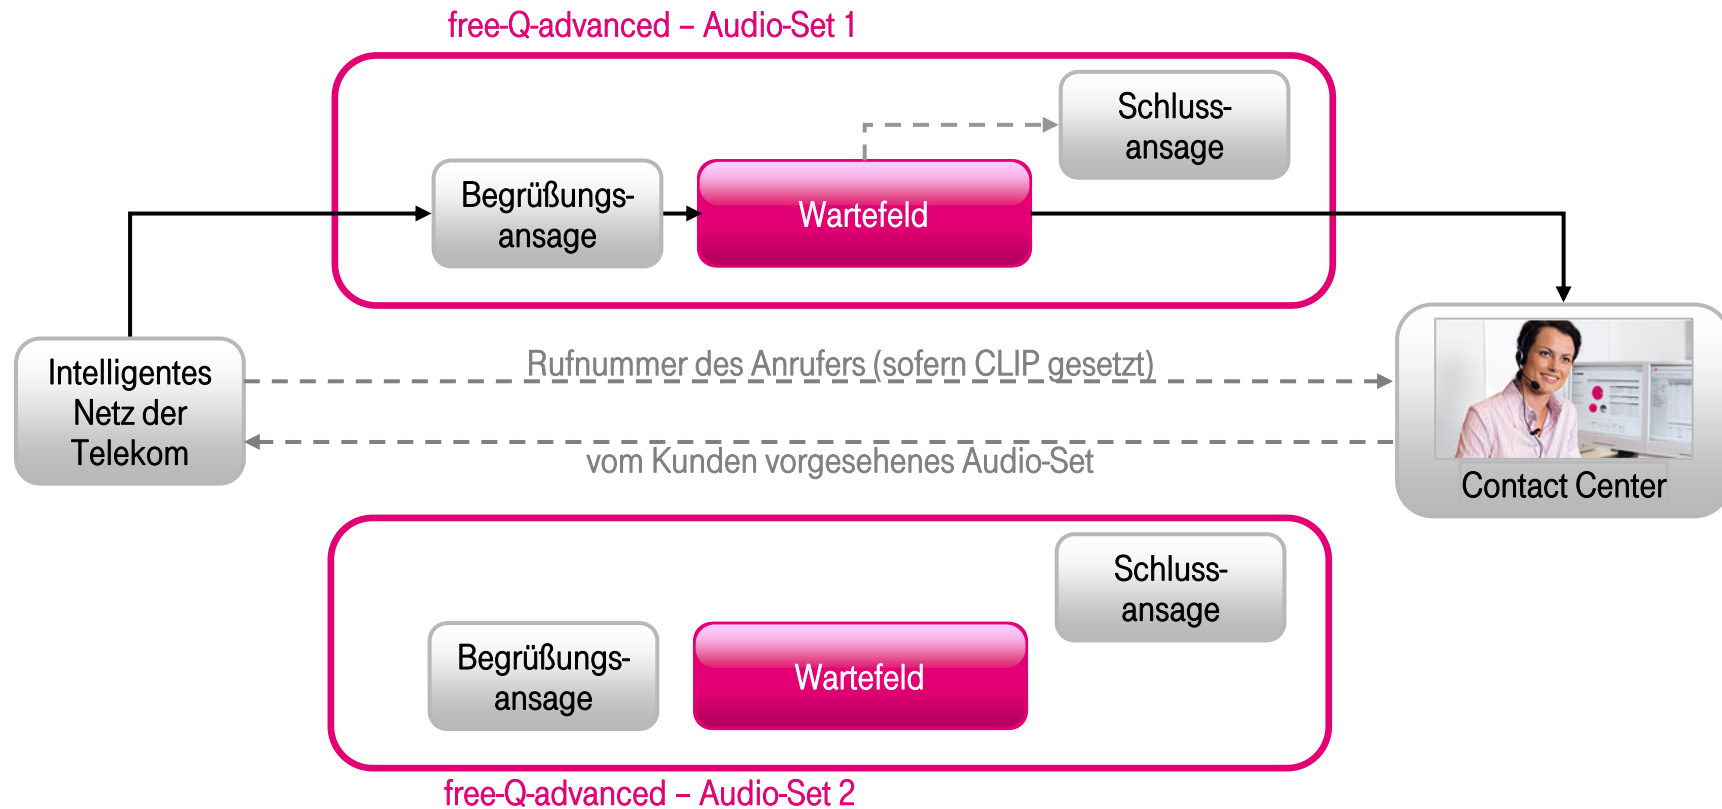 free-Q-advanced – Audio-Set 1
Schluss-
ansage
Begrüßungs-
ansage
Wartefeld
Intelligentes
Netz der
Telekom
Rufnummer des Anrufers (sofern CLIP gesetzt)
vom Kunden vorgesehenes Audio-Set
Contact Center
Schluss-
ansage
Begrüßungs-
ansage
Wartefeld
free-Q-advanced – Audio-Set 2